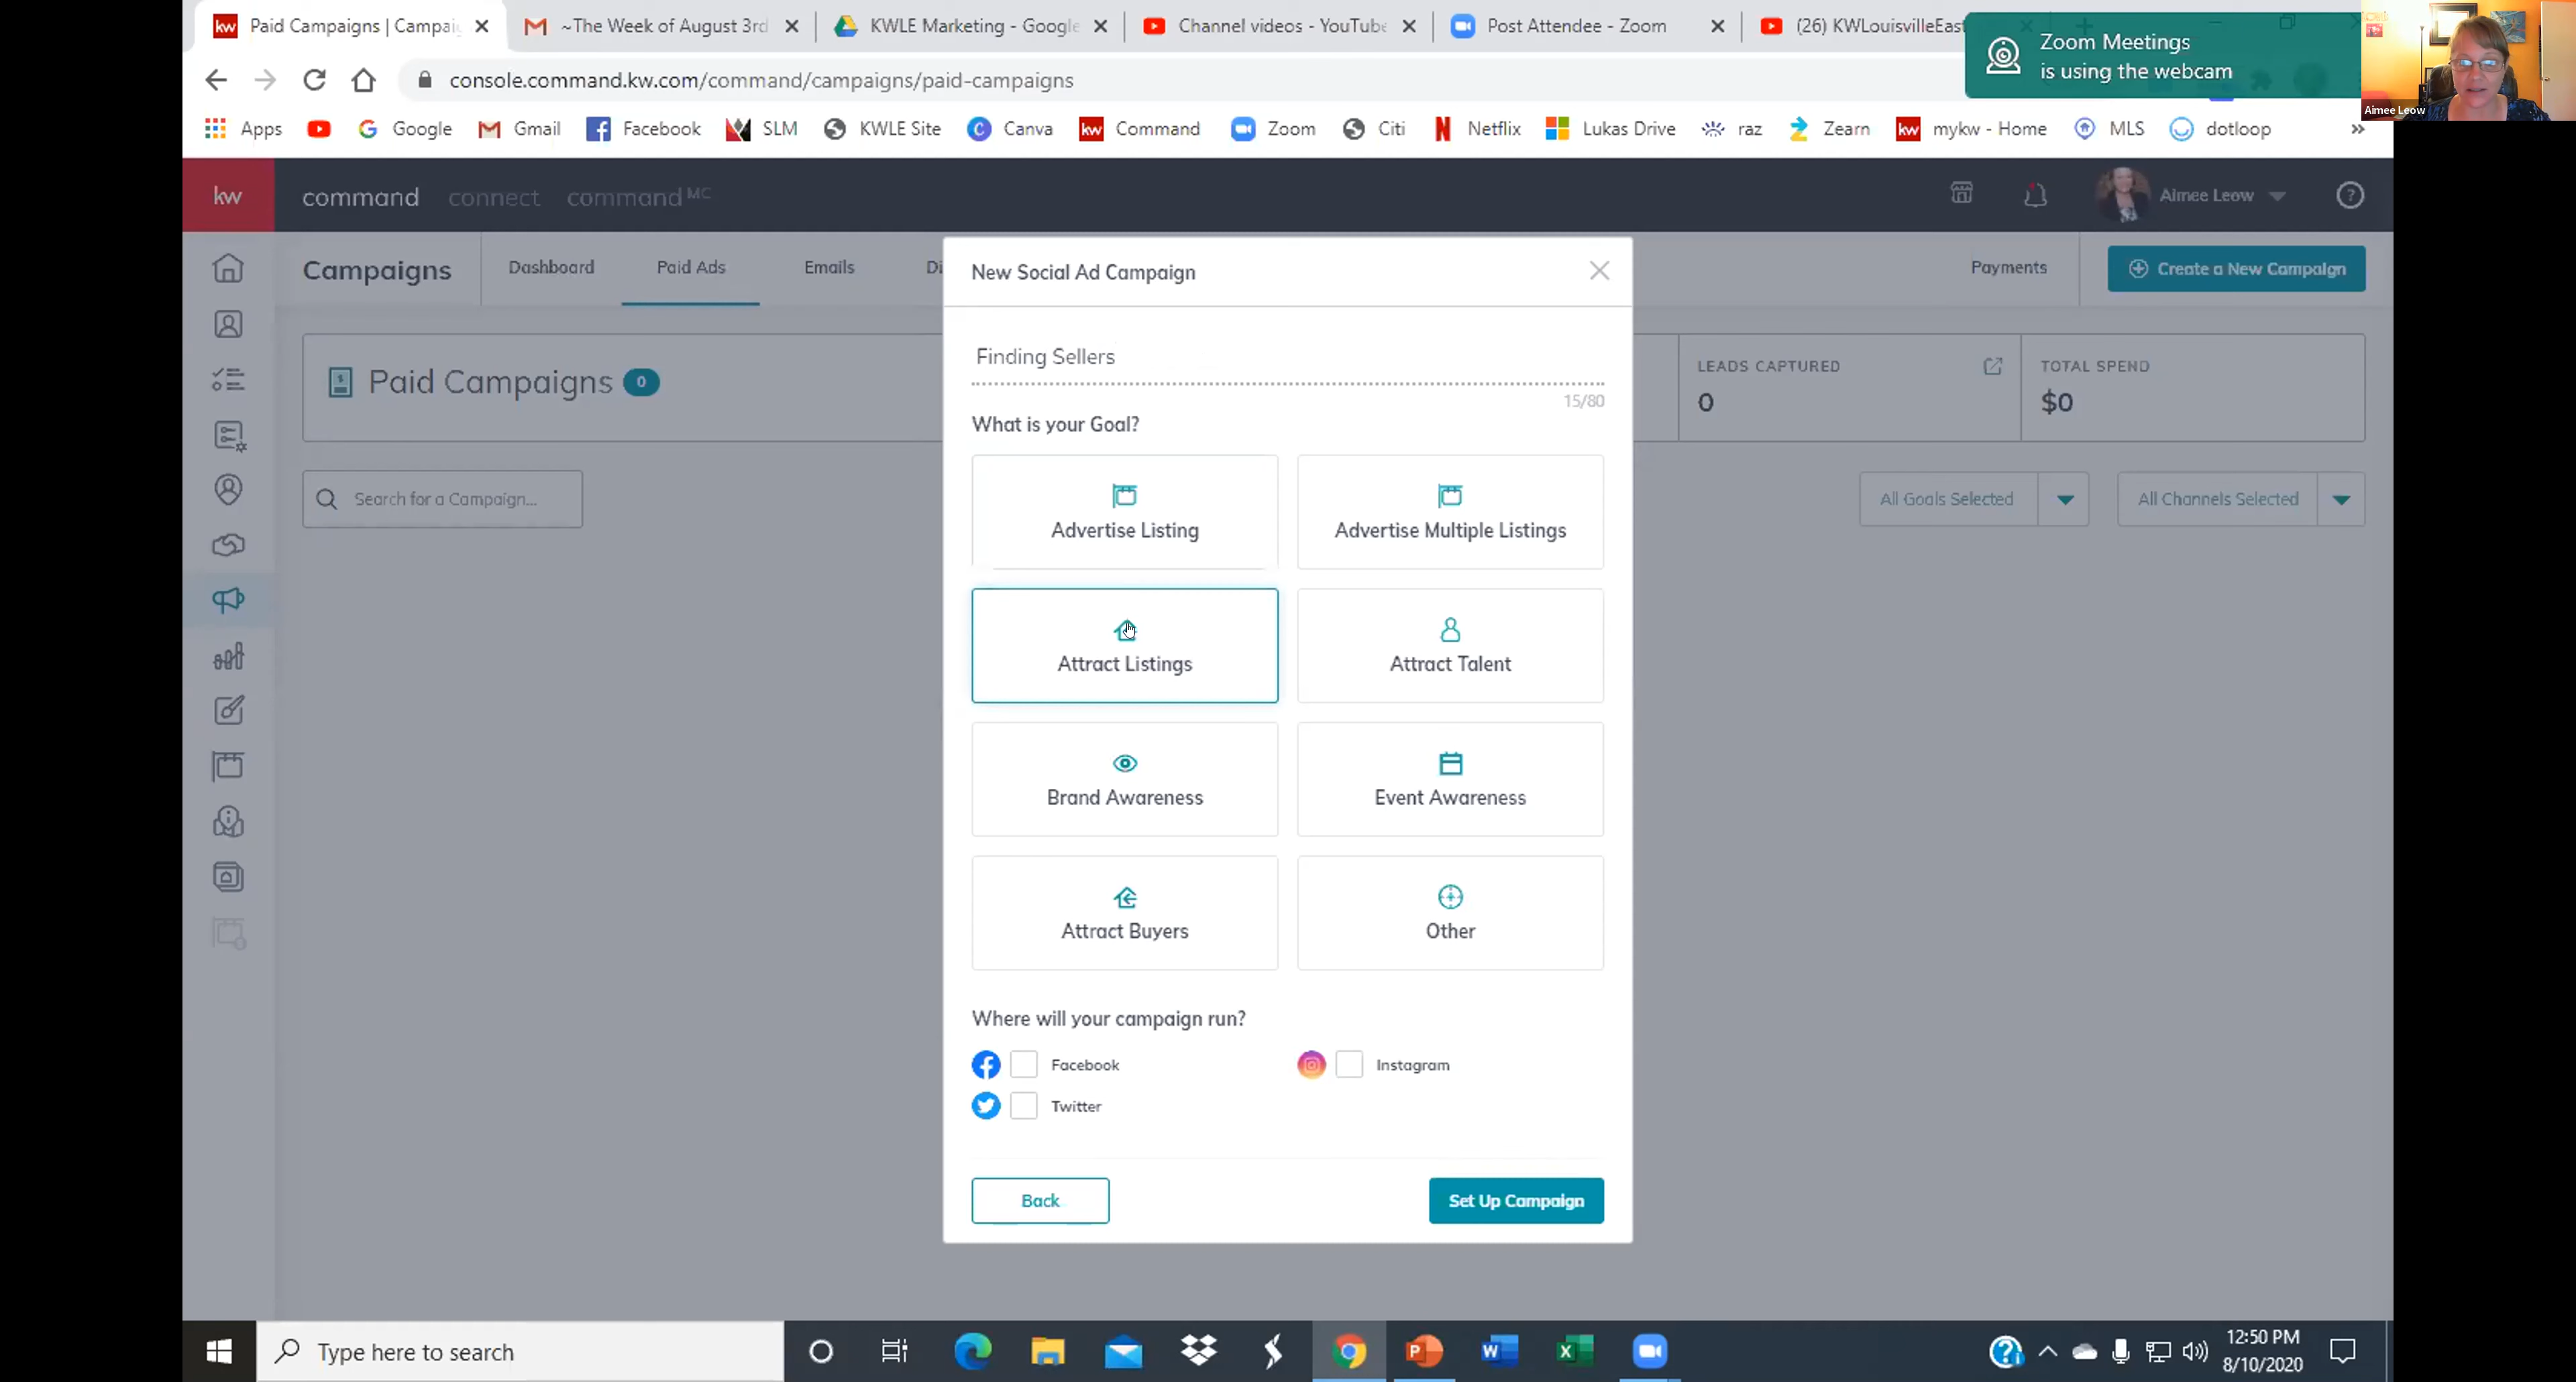 Paid Campaigns | Campaig
~The Week of August 3rd
KWLE Marketing - Google
Channel videos - YouTube
Post Attendee - Zoom
(26) KWLouisvilleEast
Zoom Meetings
is using the webcam
Aimee Leow
console.command.kw.com/command/campaigns/paid-campaigns
Apps
Google
Gmail
Facebook
SLM
KWLE Site
Canva
kw
Command
Zoom
Citi
Netflix
Lukas Drive
raz
Zearn
kw
mykw - Home
MLS
dotloop
»
kw
command
connect
command MC
Aimee Leow
Campaigns
Dashboard
Paid Ads
Emails
Di
Payments
Create a New Campaign
Paid Campaigns 0
LEADS CAPTURED
0
TOTAL SPEND
$0
Search for a Campaign...
All Goals Selected
All Channels Selected
New Social Ad Campaign
Finding Sellers
15/80
What is your Goal?
Advertise Listing
Advertise Multiple Listings
Attract Listings
Attract Talent
Brand Awareness
Event Awareness
Attract Buyers
Other
Where will your campaign run?
Facebook
Instagram
Twitter
Back
Set Up Campaign
Type here to search
12:50 PM
8/10/2020